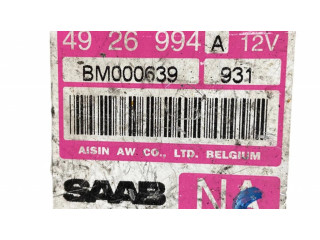 49 26 994 A 12V
BM000639 931
AISIN AW CO., LTD. BELGIUM
SAAB NA